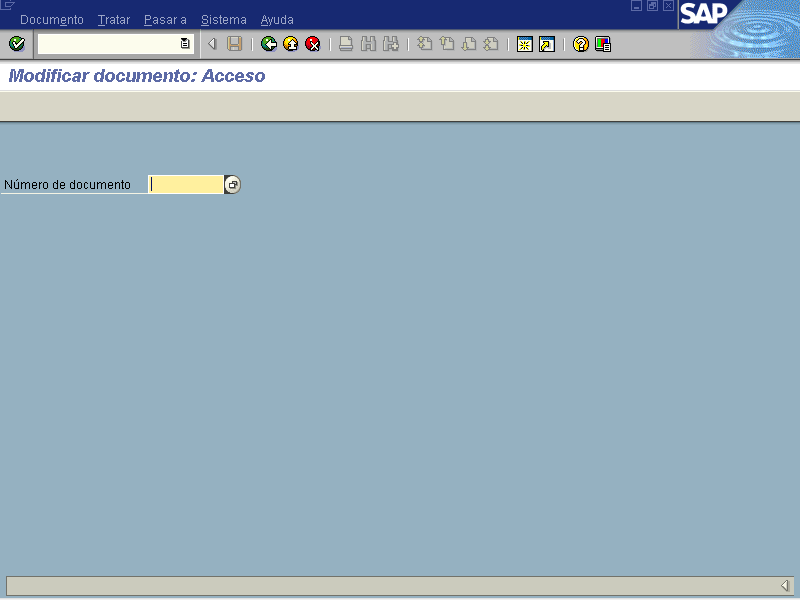 Documento Tratar Pasar a Sistema Ayuda
SAP
Modificar documento: Acceso
Número de documento